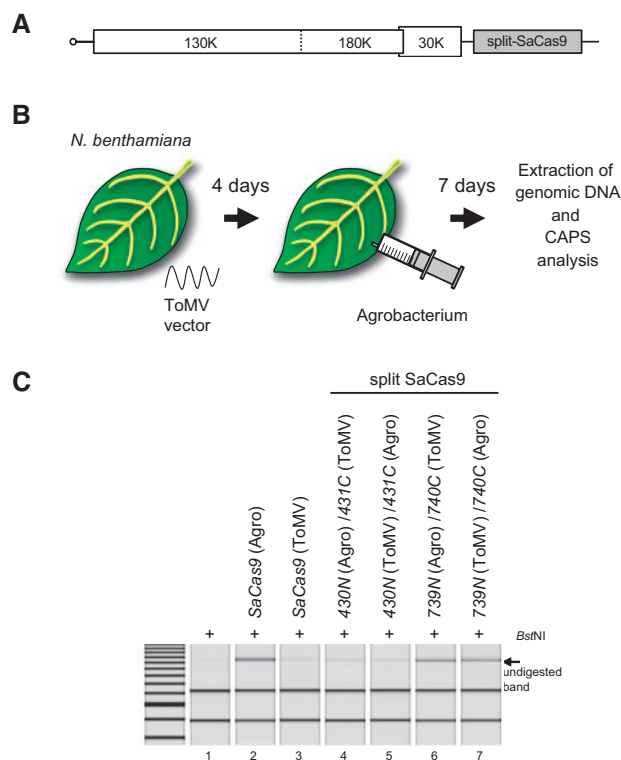 A
130K
180K
30K
split-SaCas9
B
N. benthamiana
4 days
7 days
Extraction of
genomic DNA
and
CAPS
analysis
ToMV
vector
Agrobacterium
C
split SaCas9
SaCas9 (Agro)
SaCas9 (ToMV)
430N (Agro) /431C (ToMV)
430N (ToMV) /431C (Agro)
739N (Agro) /740C (ToMV)
739N (ToMV) /740C (Agro)
+ + + + + + + BstNI
undigested
band
1 2 3 4 5 6 7